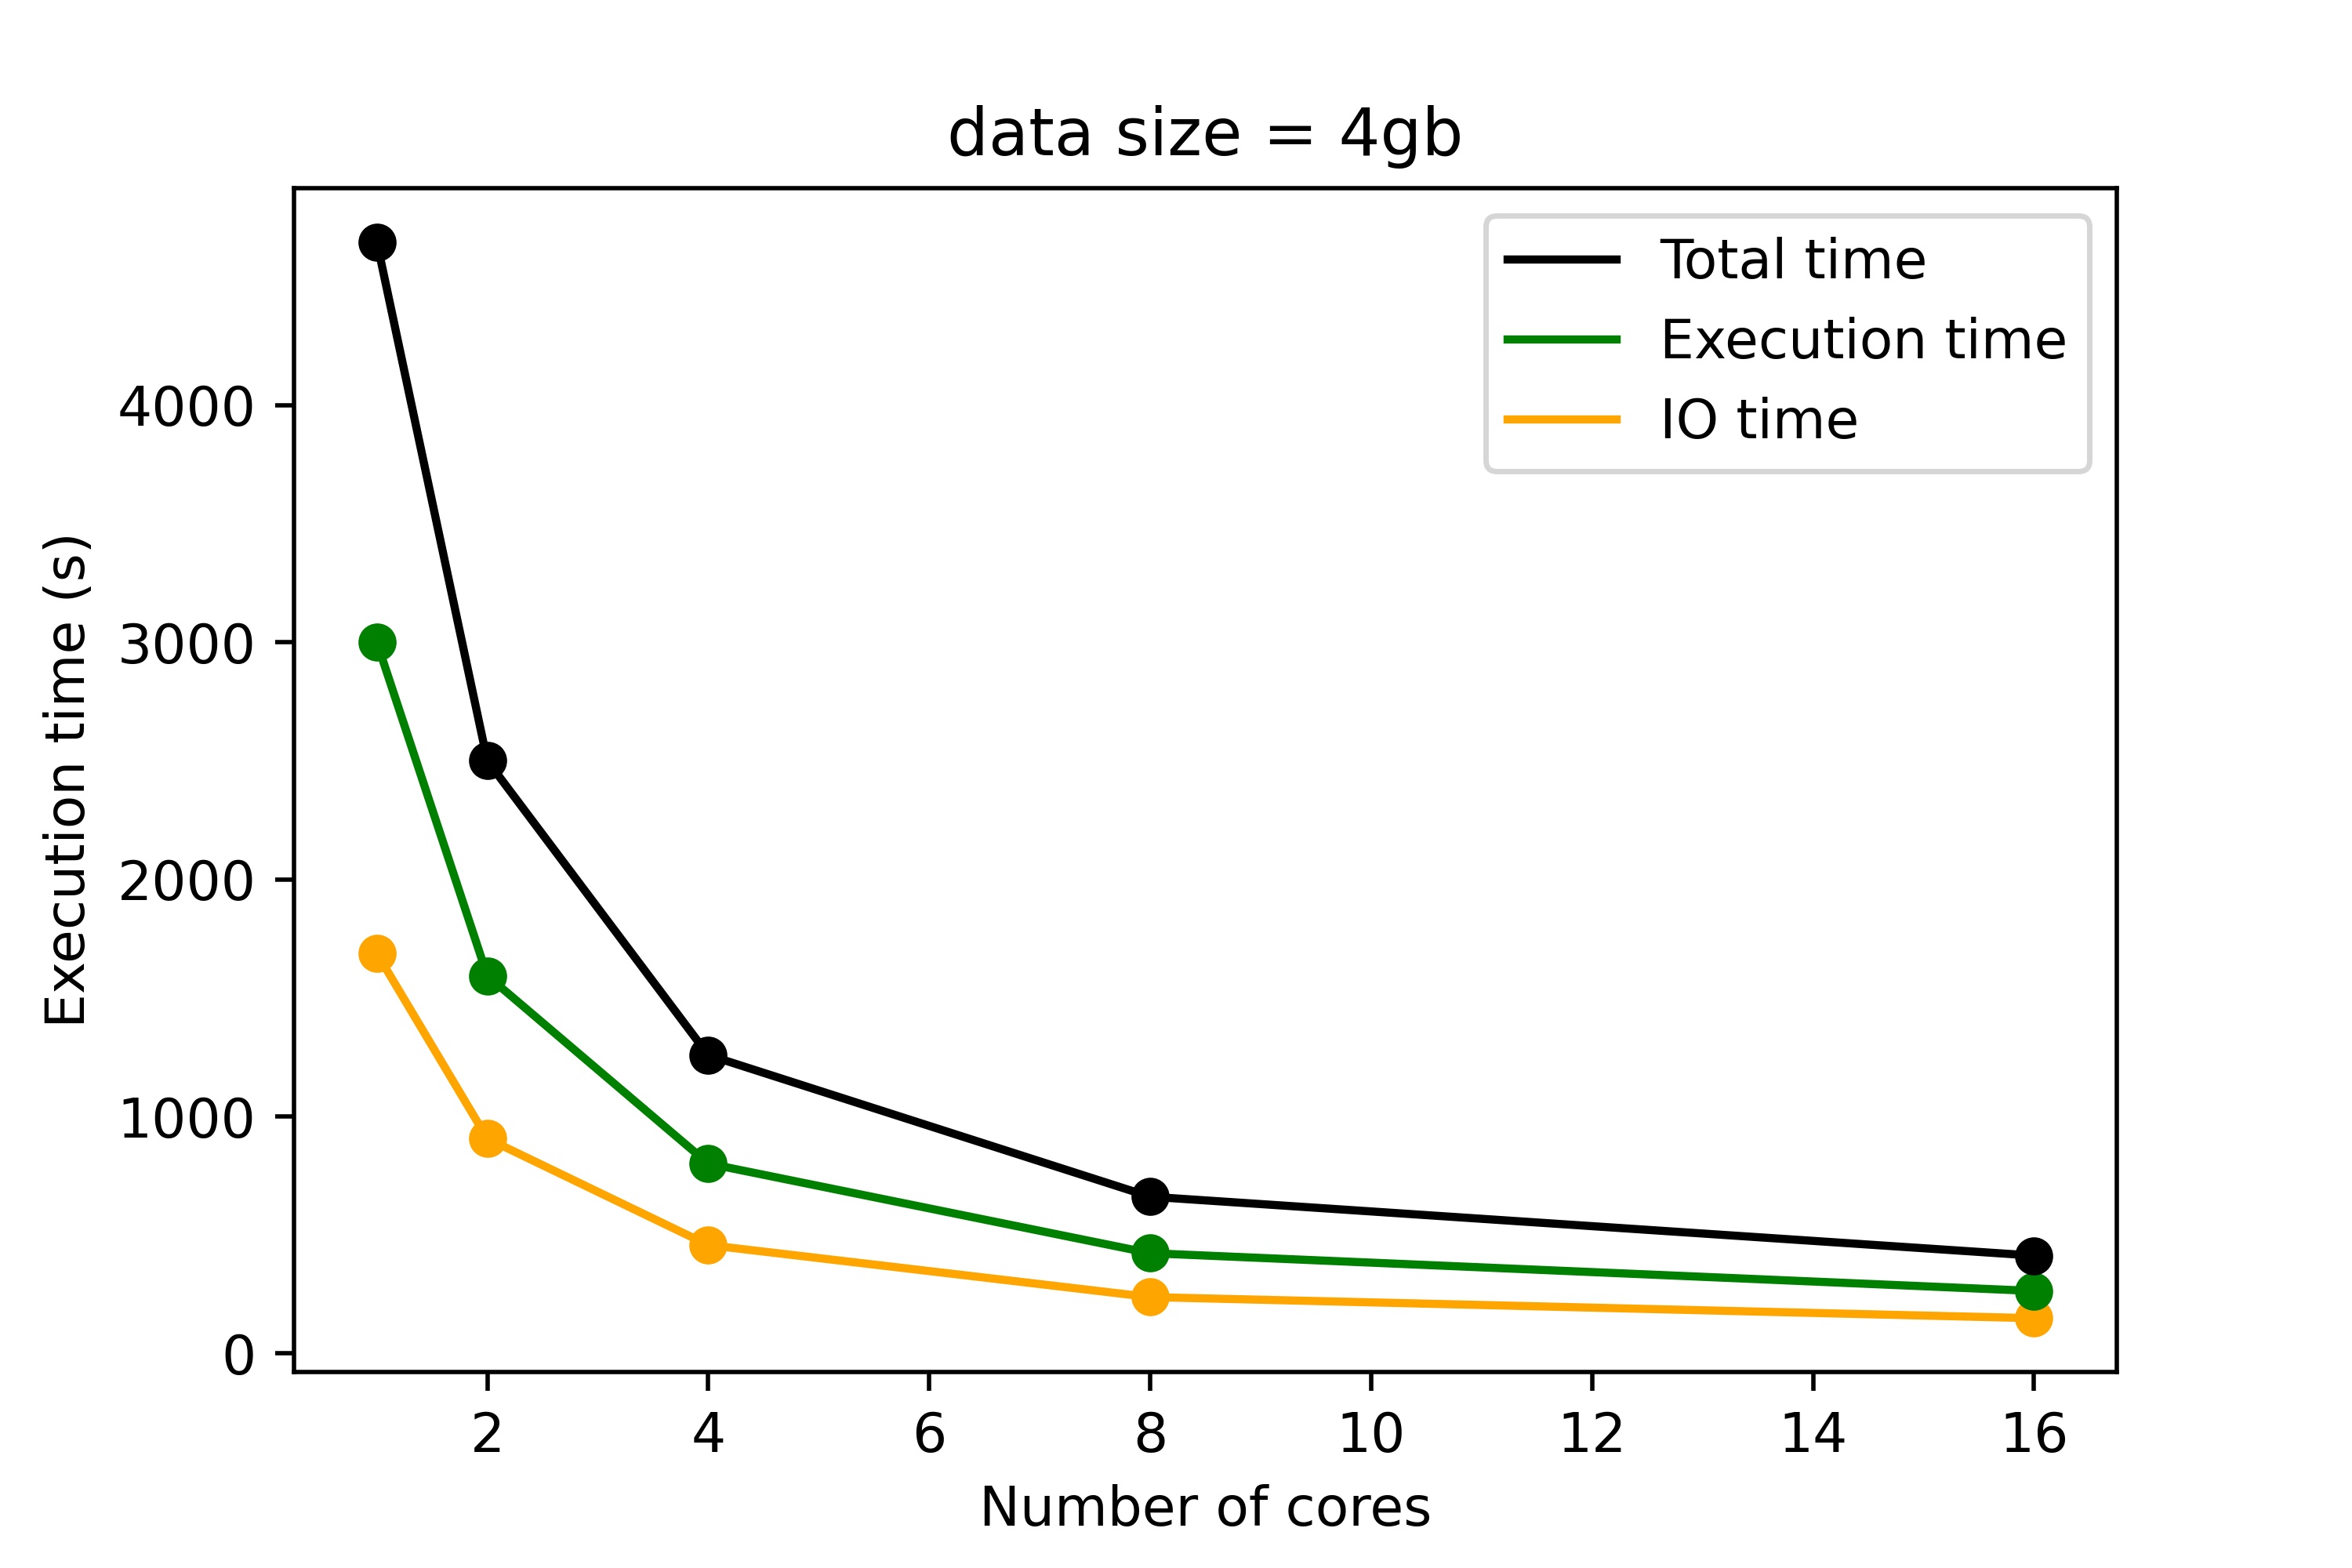 data size = 4gb
Total time
Execution time
IO time
Execution time (s)
4000
3000
2000
1000
0
2 4 6 8 10 12 14 16
Number of cores